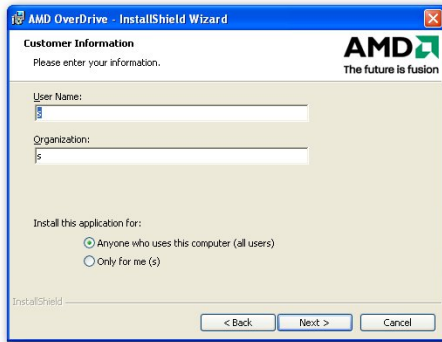 AMD OverDrive - InstallShield Wizard
Customer Information
Please enter your information.
AMD
The future is fusion
User Name:
s
Organization:
s
Install this application for:
Anyone who uses this computer (all users)
Only for me (s)
InstallShield
< Back Next > Cancel